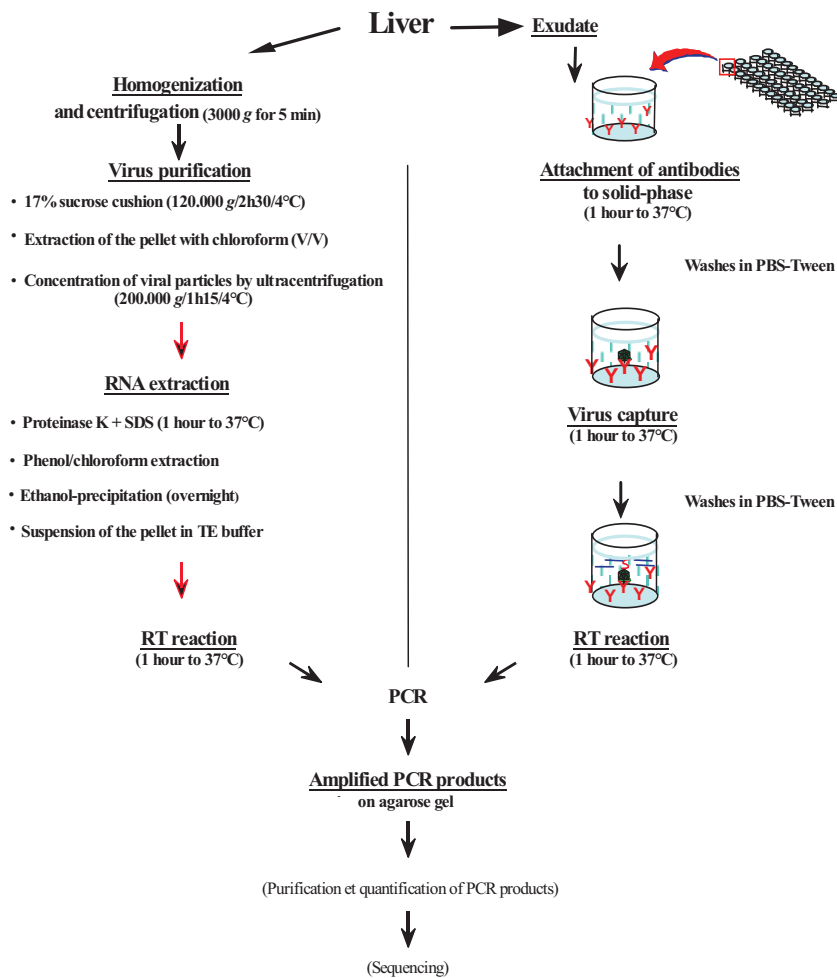 Liver
Homogenization
and centrifugation (3000 g for 5 min)
Virus purification
• 17% sucrose cushion (120.000 g/2h30/4°C)
• Extraction of the pellet with chloroform (V/V)
• Concentration of viral particles by ultracentrifugation
(200.000 g/1h15/4°C)
RNA extraction
• Proteinase K + SDS (1 hour to 37°C)
• Phenol/chloroform extraction
• Ethanol-precipitation (overnight)
• Suspension of the pellet in TE buffer
RT reaction
(1 hour to 37°C)
Exudate
Y Y Y Y Y
Attachment of antibodies
to solid-phase
(1 hour to 37°C)
Washes in PBS-Tween
Y Y Y Y Y
Virus capture
(1 hour to 37°C)
Washes in PBS-Tween
S
Y Y Y Y Y
RT reaction
(1 hour to 37°C)
PCR
Amplified PCR products
on agarose gel
(Purification et quantification of PCR products)
(Sequencing)